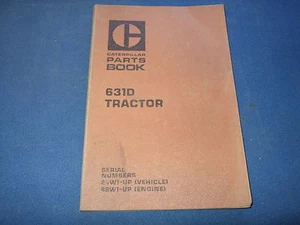 CATERPILLAR
PARTS
BOOK
631D
TRACTOR
SERIAL
NUMBERS
(VEHICLE)
(ENGINE)